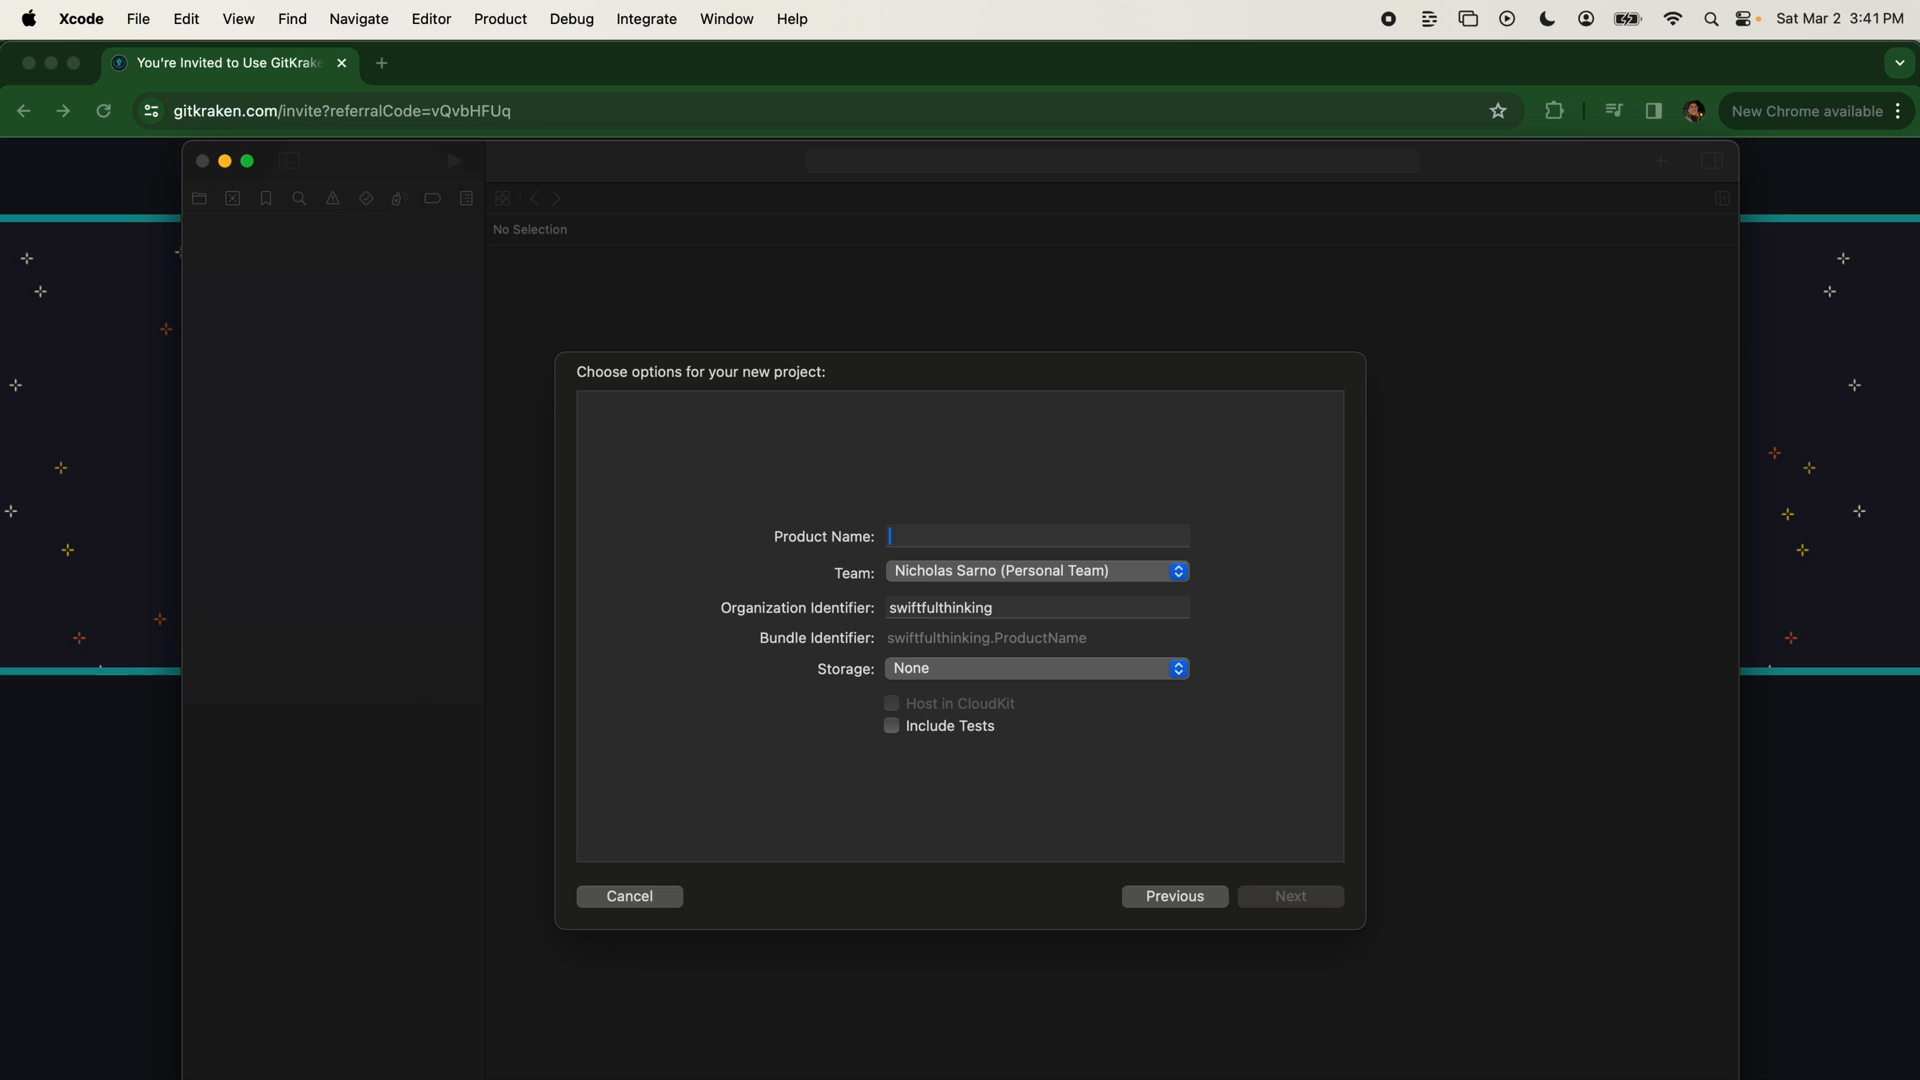 Xcode File Edit View Find Navigate Editor Product Debug Integrate Window Help Sat Mar 2 3:41 PM
You're Invited to Use GitKrake
gitkraken.com/invite?referralCode=vQvbHFUq New Chrome available
No Selection
Choose options for your new project:
Product Name:
Team: Nicholas Sarno (Personal Team)
Organization Identifier: swiftfulthinking
Bundle Identifier: swiftfulthinking.ProductName
Storage: None
Host in CloudKit
Include Tests
Cancel Previous Next